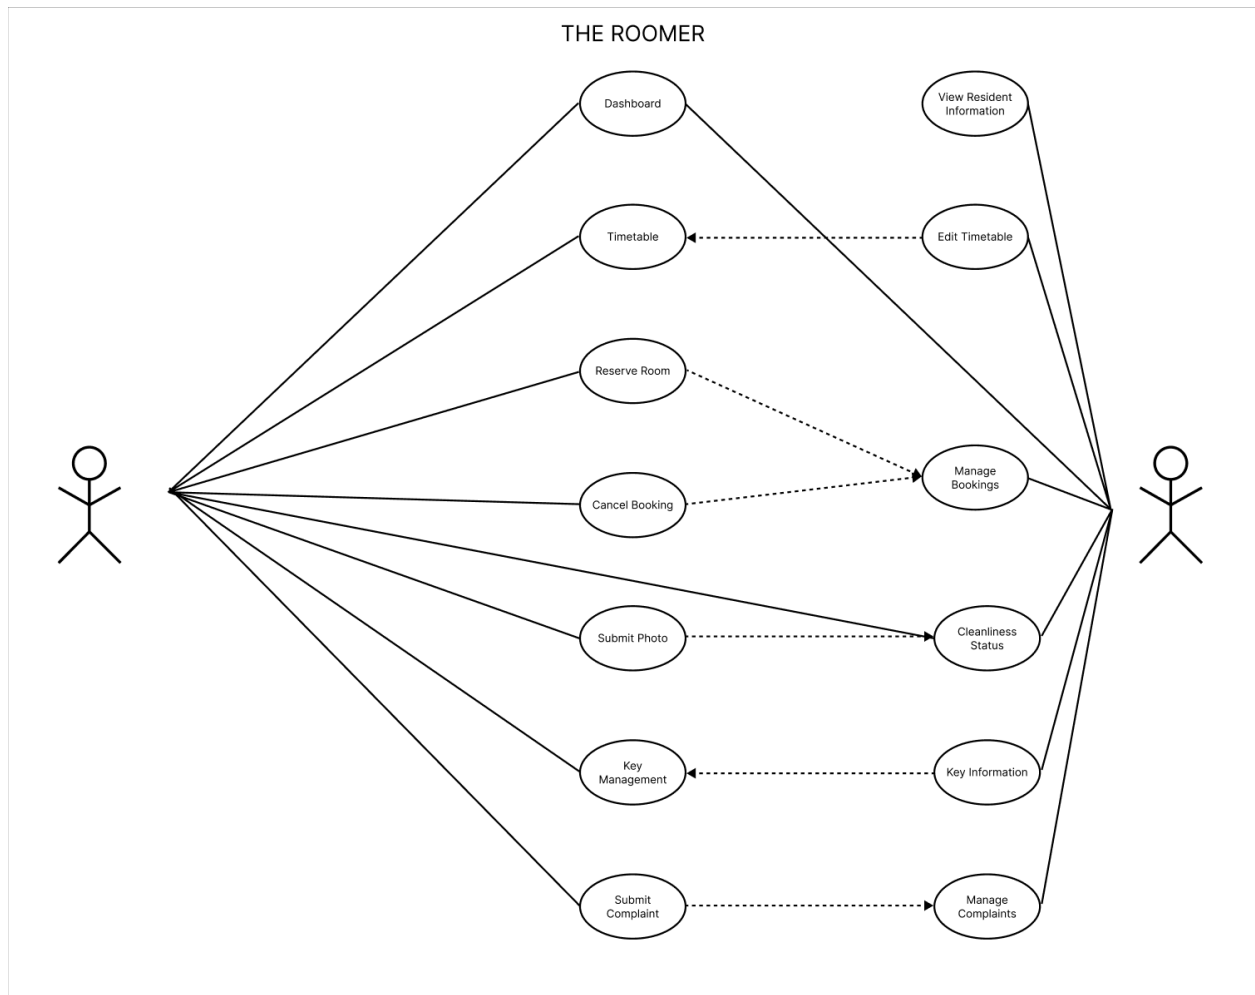 THE ROOMER
Dashboard
View Resident
Information
Timetable
Edit Timetable
Reserve Room
Manage
Bookings
Cancel Booking
Submit Photo
Cleanliness
Status
Key
Management
Key Information
Submit
Complaint
Manage
Complaints